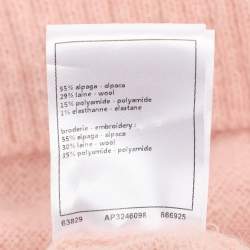 55% alpaga - alpaca
29% laine - wool
15% polyamide - polyamide
1% elasthanne - elastane
broderie - embroidery :
55% alpaga - alpaca
30% laine - wool
15% polyamide - polyamide
63829 AP3246098 666925